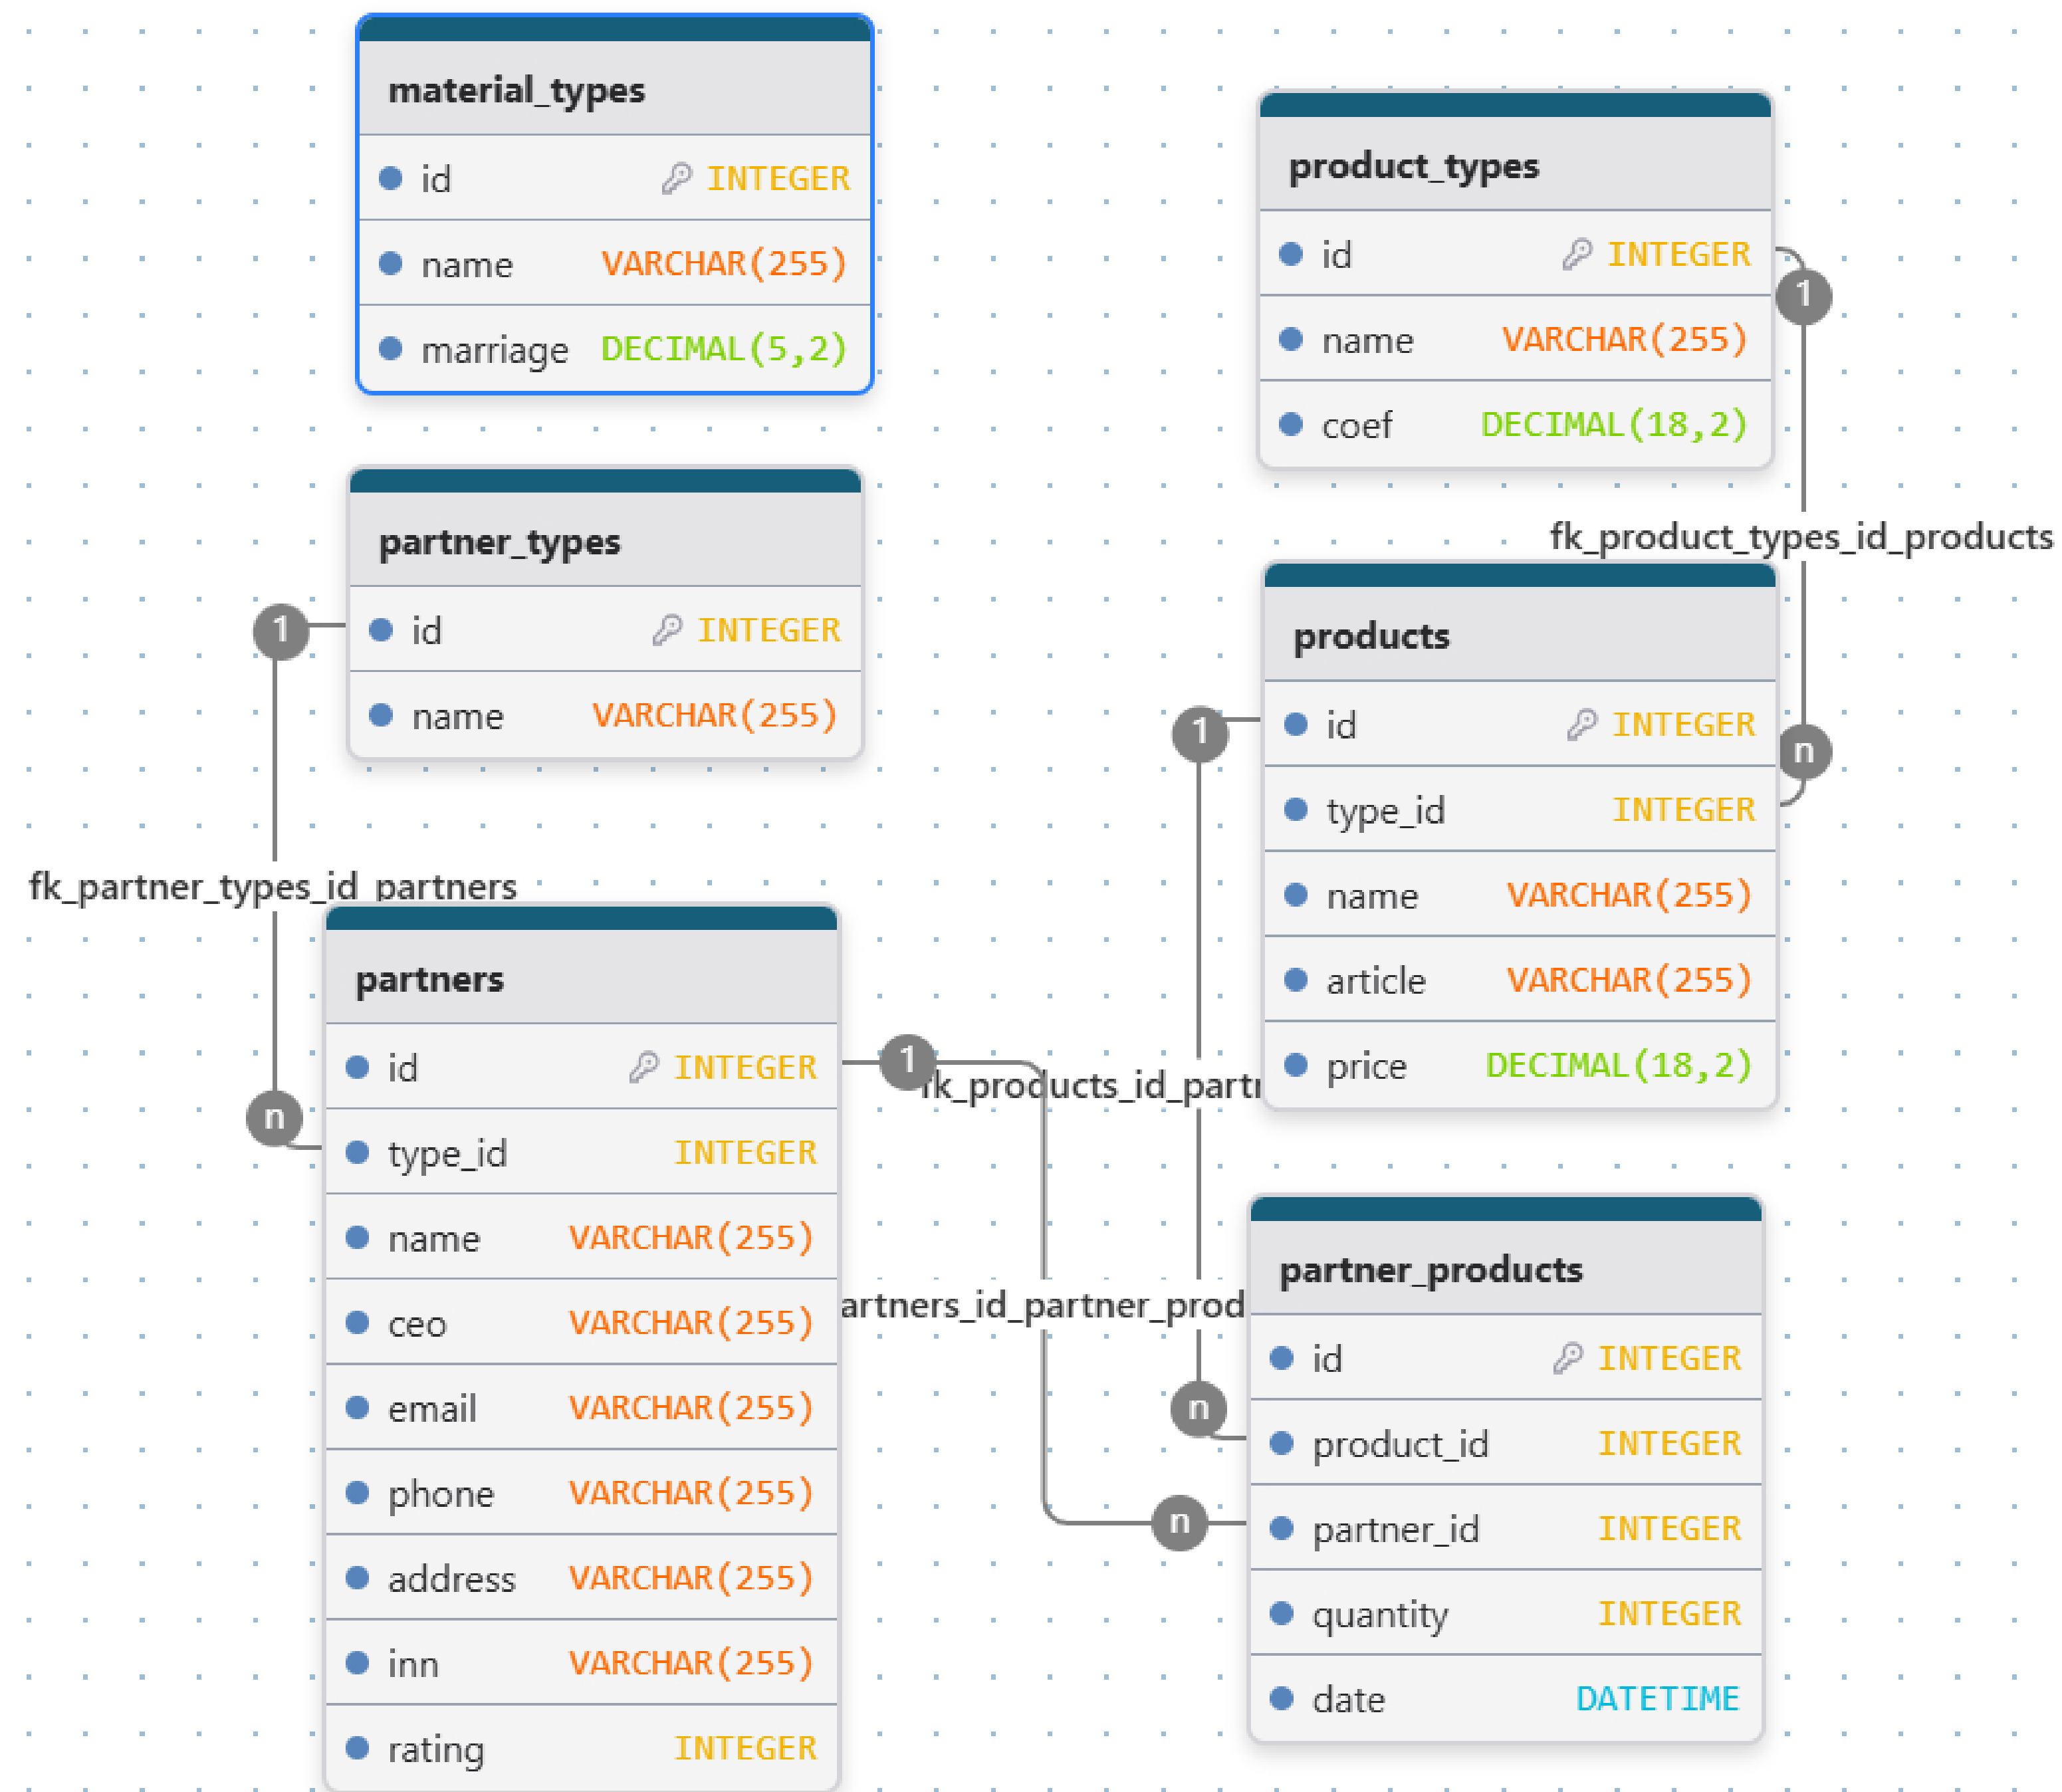 material_types
id INTEGER
name VARCHAR(255)
marriage DECIMAL(5,2)
partner_types
id INTEGER
name VARCHAR(255)
1
fk_partner_types_id_partners
n
partners
id INTEGER
type_id INTEGER
name VARCHAR(255)
ceo VARCHAR(255)
email VARCHAR(255)
phone VARCHAR(255)
address VARCHAR(255)
inn VARCHAR(255)
rating INTEGER
product_types
id INTEGER
name VARCHAR(255)
coef DECIMAL(18,2)
1
fk_product_types_id_products
n
products
id INTEGER
type_id INTEGER
name VARCHAR(255)
article VARCHAR(255)
price DECIMAL(18,2)
1
1
fk_products_id_partn
artners_id_partner_prod
n
n
partner_products
id INTEGER
product_id INTEGER
partner_id INTEGER
quantity INTEGER
date DATETIME